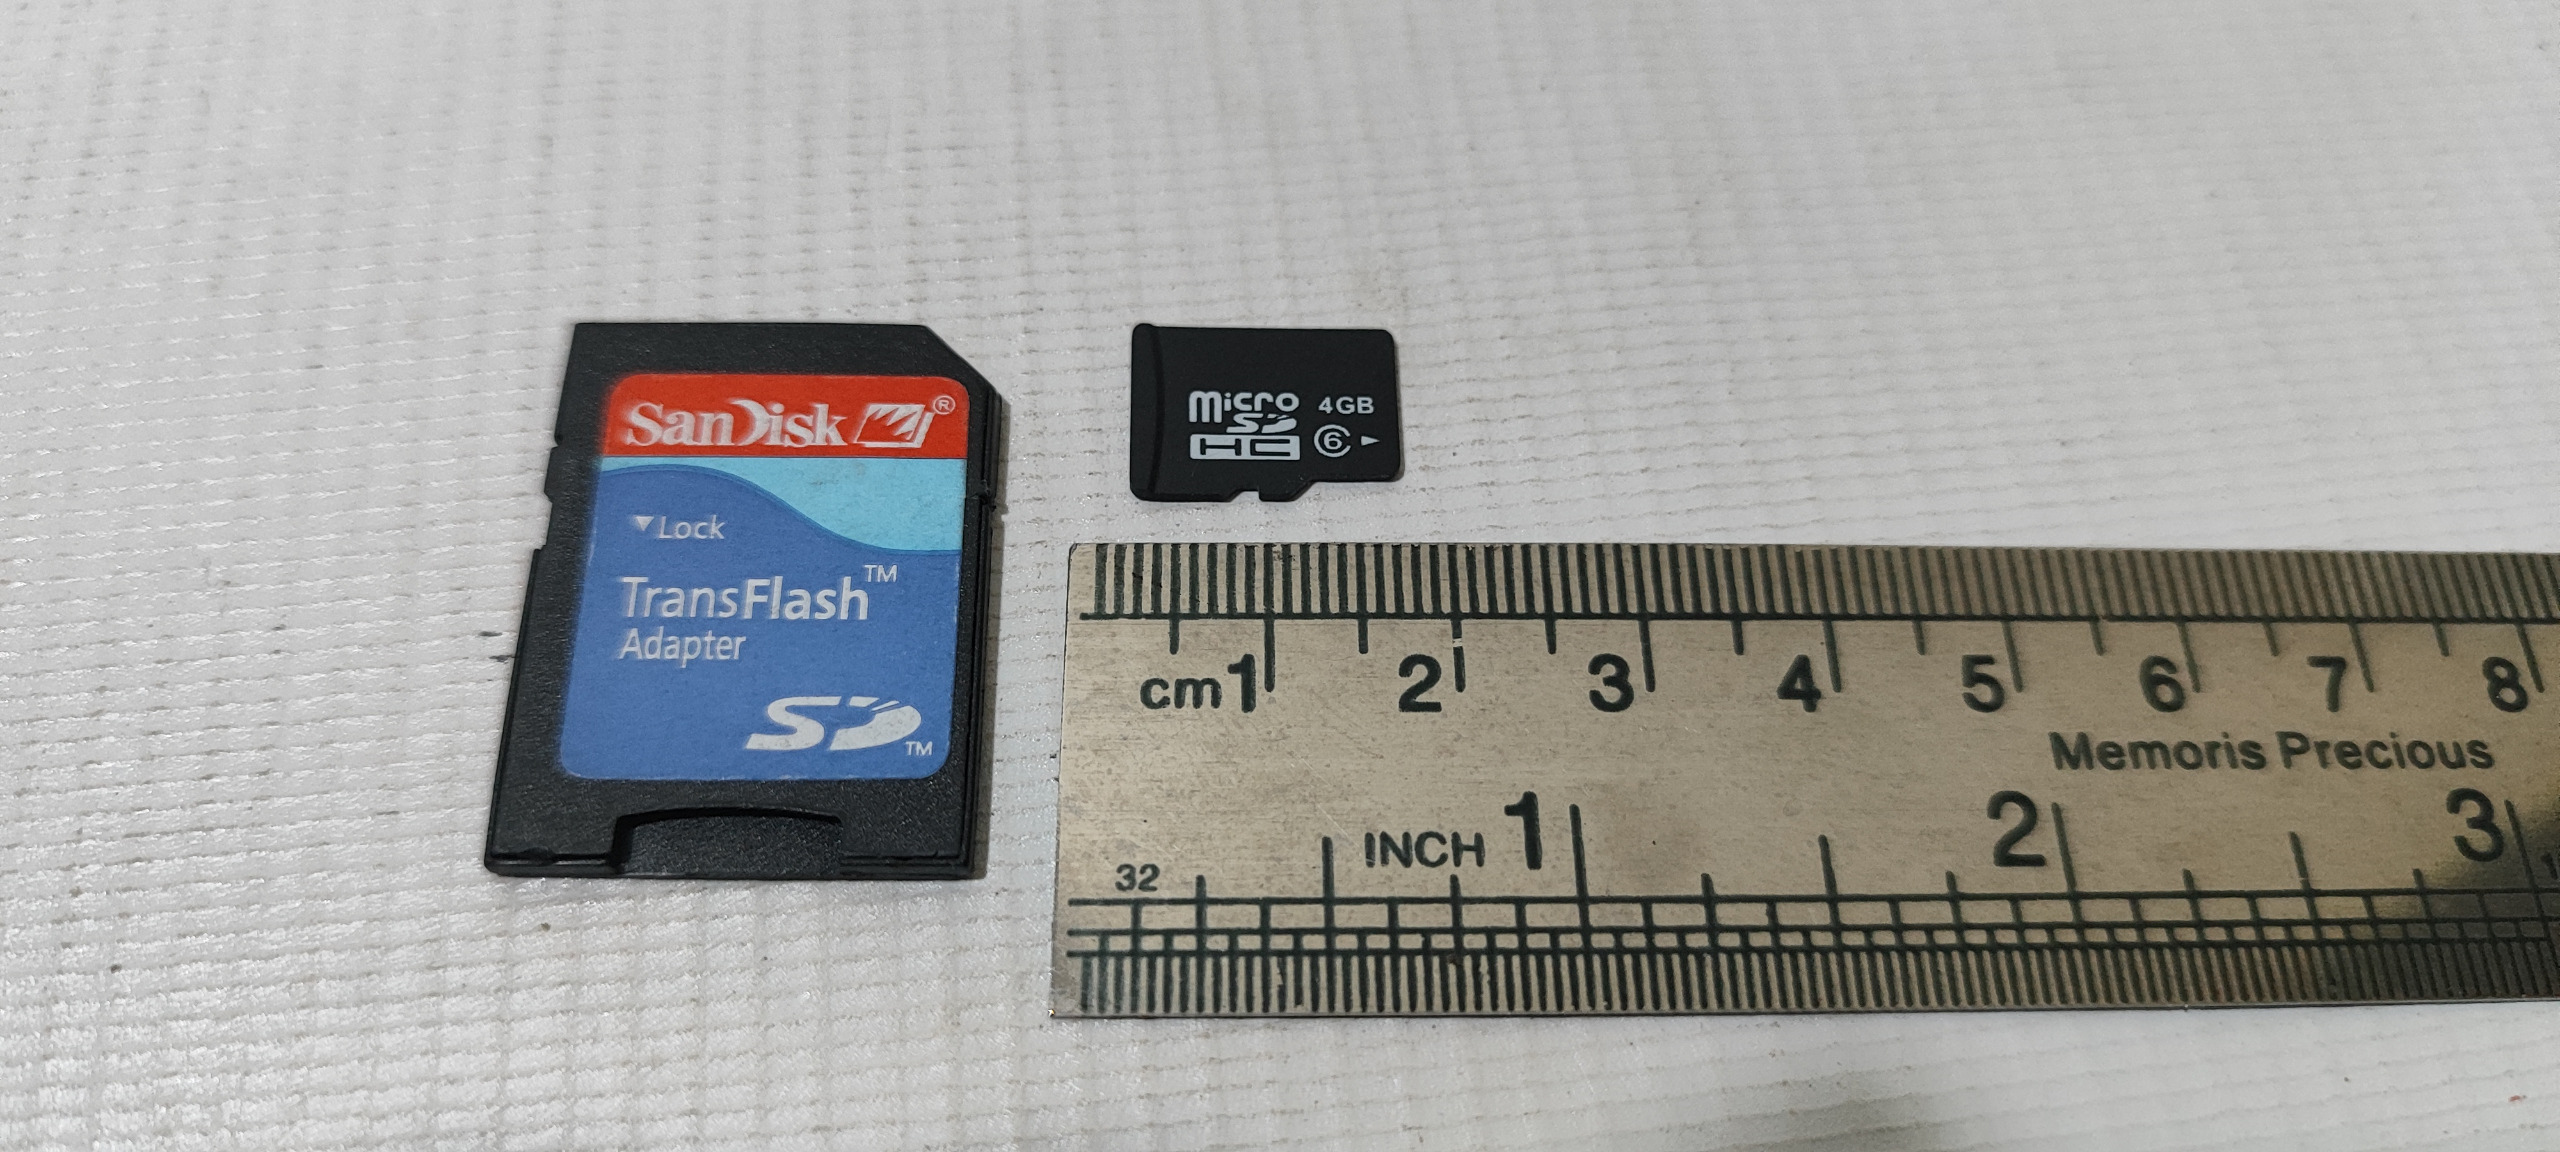 SanDisk ®
▼Lock
TransFlash™
Adapter
SD™
micro
SD
HC
4GB
6
cm 1 2 3 4 5 6 7 8
Memoris Precious
INCH 1 2 3
32